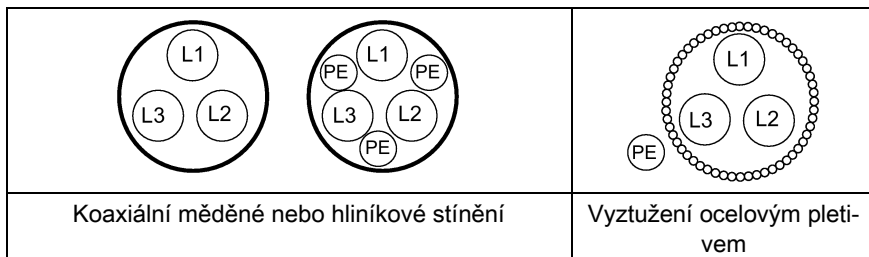 L1
L3 L2
L1
PE PE
L3 L2
PE
L1
L3 L2
PE
Koaxiální měděné nebo hliníkové stínění
Vyztužení ocelovým pleti-
vem